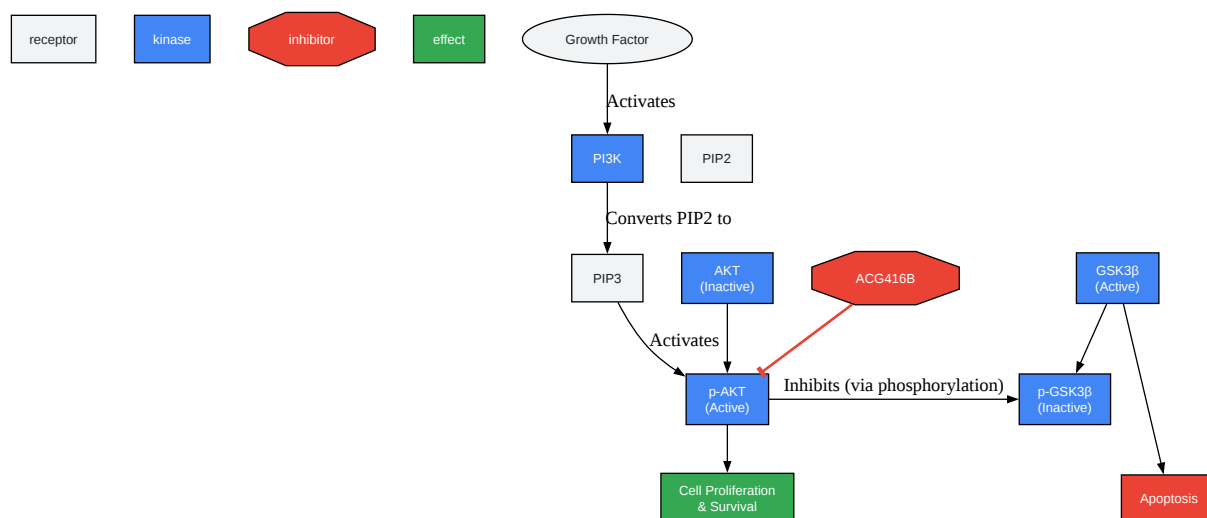 receptor
kinase
inhibitor
effect
Growth Factor
Activates
PI3K
PIP2
Converts PIP2 to
PIP3
AKT
(Inactive)
ACG416B
GSK3β
(Active)
Activates
p-AKT
(Active)
Inhibits (via phosphorylation)
p-GSK3β
(Inactive)
Cell Proliferation
& Survival
Apoptosis